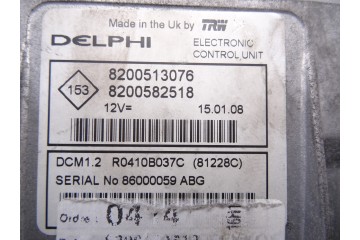 Made in the Uk by TRW
DELPHI ELECTRONIC
CONTROL UNIT
153 8200513076
8200582518
12V= 15.01.08
DCM1.2 R0410B037C (81228C)
SERIAL No 86000059 ABG
Ordre :